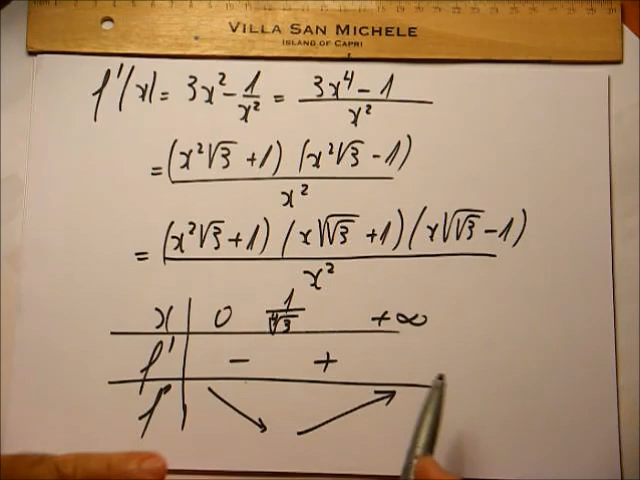 VILLA SAN MICHELE
ISLAND OF CAPRI
f'(x) = 3x² - 1/x² = (3x⁴ - 1)/x²
= (x²√3 + 1) (x²√3 - 1)/x²
= (x²√3 + 1) (x√√3 + 1) (x√√3 - 1)/x²
x 0 1/⁴√3 +∞
f' - +
f ↘ ↗